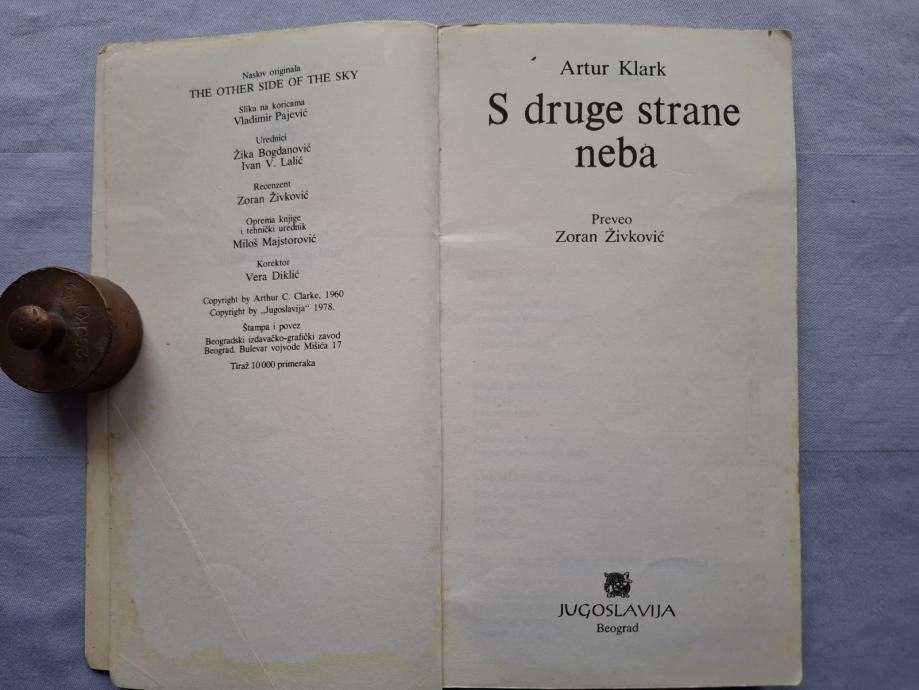 Naslov originala
THE OTHER SIDE OF THE SKY
Slika na koricama
Vladimir Pajević
Urednici
Žika Bogdanović
Ivan V. Lalić
Recenzent
Zoran Živković
Oprema knjige
i tehnički urednik
Miloš Majstorović
Korektor
Vera Diklić
Copyright by Arthur C. Clarke, 1960
Copyright by „Jugoslavija" 1978.
Štampa i povez
Beogradski izdavačko-grafički zavod
Beograd, Bulevar vojvode Mišića 17
Tiraž 10 000 primeraka
Artur Klark
S druge strane
neba
Preveo
Zoran Živković
JUGOSLAVIJA
Beograd